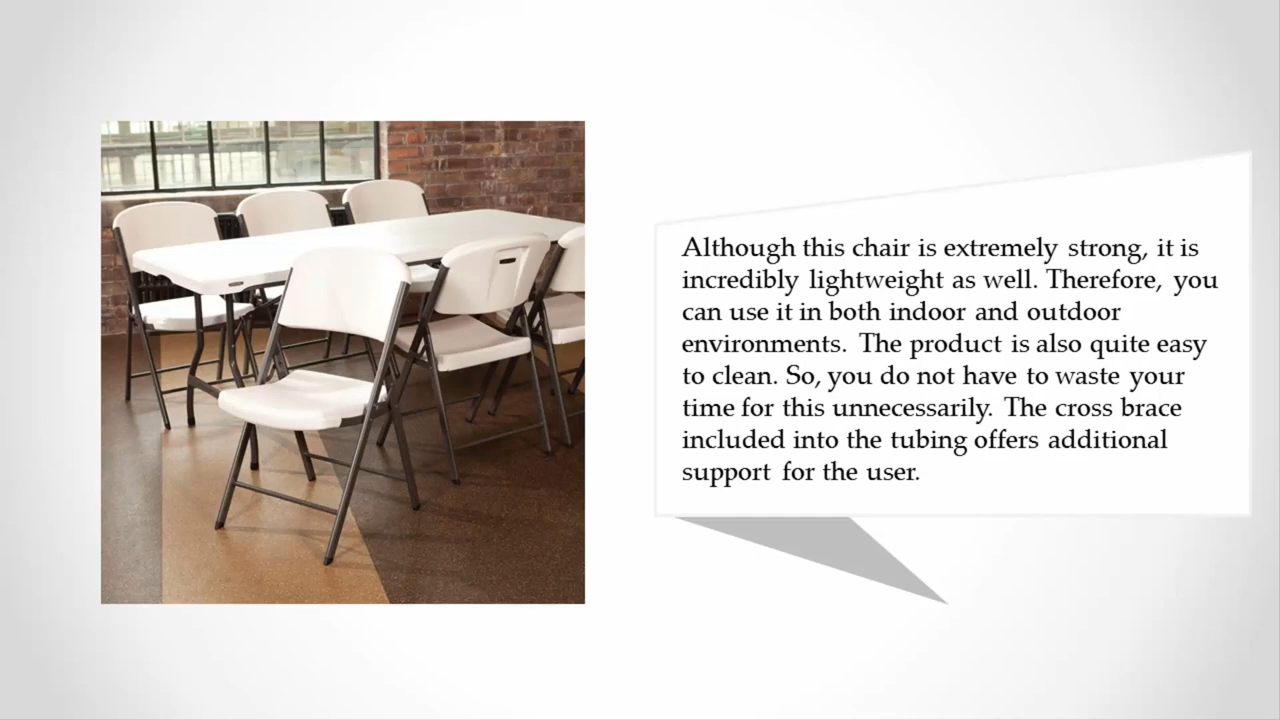 Although this chair is extremely strong, it is
incredibly lightweight as well. Therefore, you
can use it in both indoor and outdoor
environments. The product is also quite easy
to clean. So, you do not have to waste your
time for this unnecessarily. The cross brace
included into the tubing offers additional
support for the user.